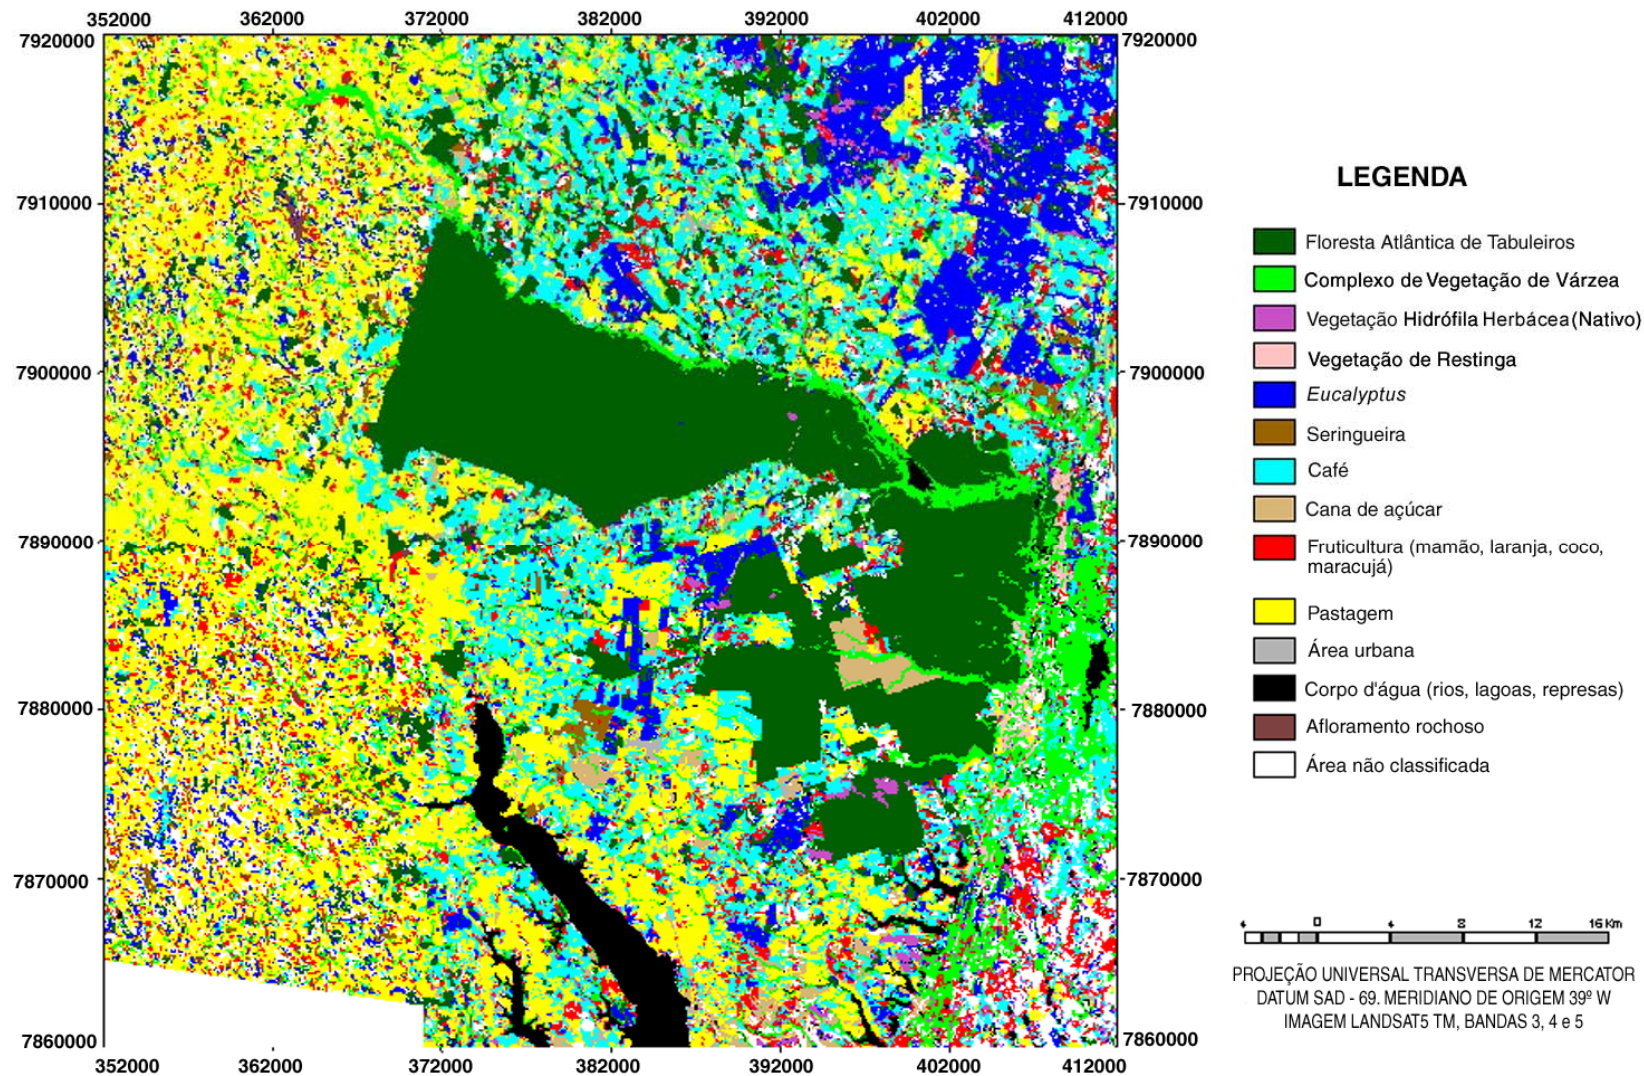 352000 362000 372000 382000 392000 402000 412000
7920000 7920000
7910000 7910000
7900000 7900000
7890000 7890000
7880000 7880000
7870000 7870000
7860000 7860000
352000 362000 372000 382000 392000 402000 412000
LEGENDA
Floresta Atlântica de Tabuleiros
Complexo de Vegetação de Várzea
Vegetação Hidrófila Herbácea (Nativo)
Vegetação de Restinga
Eucalyptus
Seringueira
Café
Cana de açúcar
Fruticultura (mamão, laranja, coco,
maracujá)
Pastagem
Área urbana
Corpo d'água (rios, lagoas, represas)
Afloramento rochoso
Área não classificada
4 0 4 8 12 16 Km
PROJEÇÃO UNIVERSAL TRANSVERSA DE MERCATOR
DATUM SAD - 69. MERIDIANO DE ORIGEM 39º W
IMAGEM LANDSAT5 TM, BANDAS 3, 4 e 5